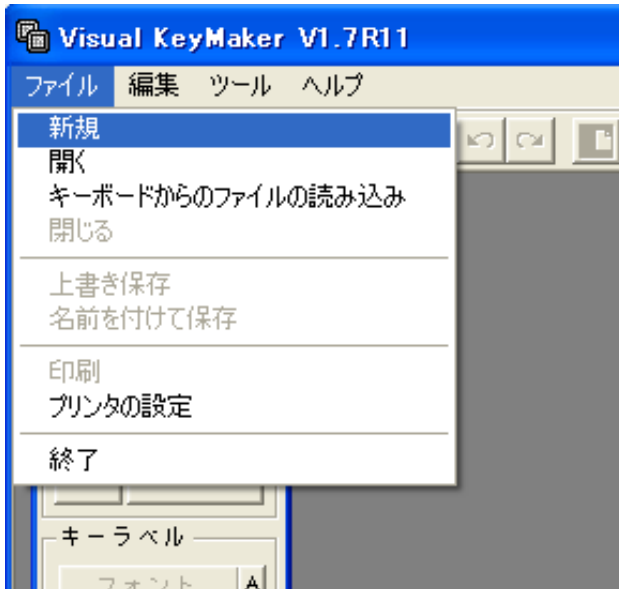 Visual KeyMaker V1.7R11
ファイル 編集 ツール ヘルプ
新規
開く
キーボードからのファイルの読み込み
閉じる
上書き保存
名前を付けて保存
印刷
プリンタの設定
終了
キーラベル
フォント A